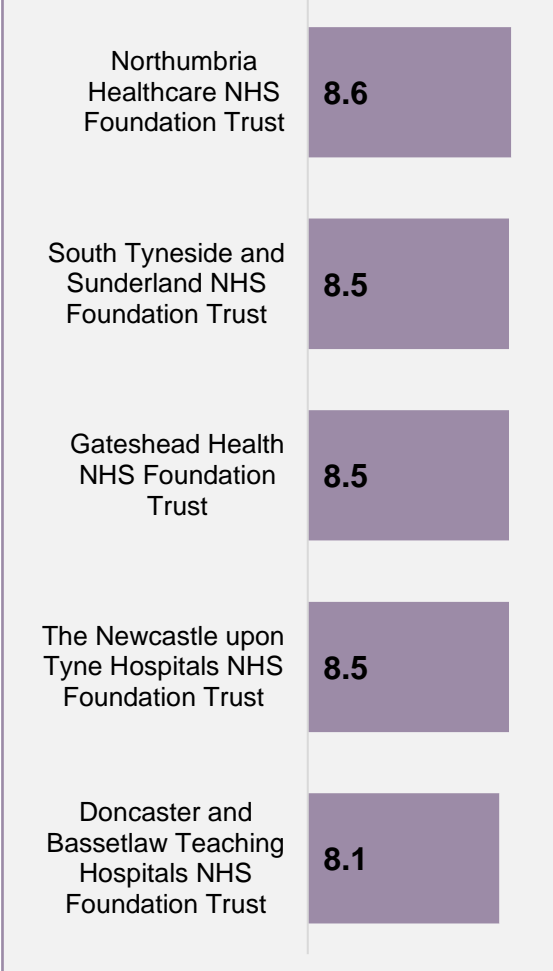 Northumbria
Healthcare NHS
Foundation Trust
8.6
South Tyneside and
Sunderland NHS
Foundation Trust
8.5
Gateshead Health
NHS Foundation
Trust
8.5
The Newcastle upon
Tyne Hospitals NHS
Foundation Trust
8.5
Doncaster and
Bassetlaw Teaching
Hospitals NHS
Foundation Trust
8.1